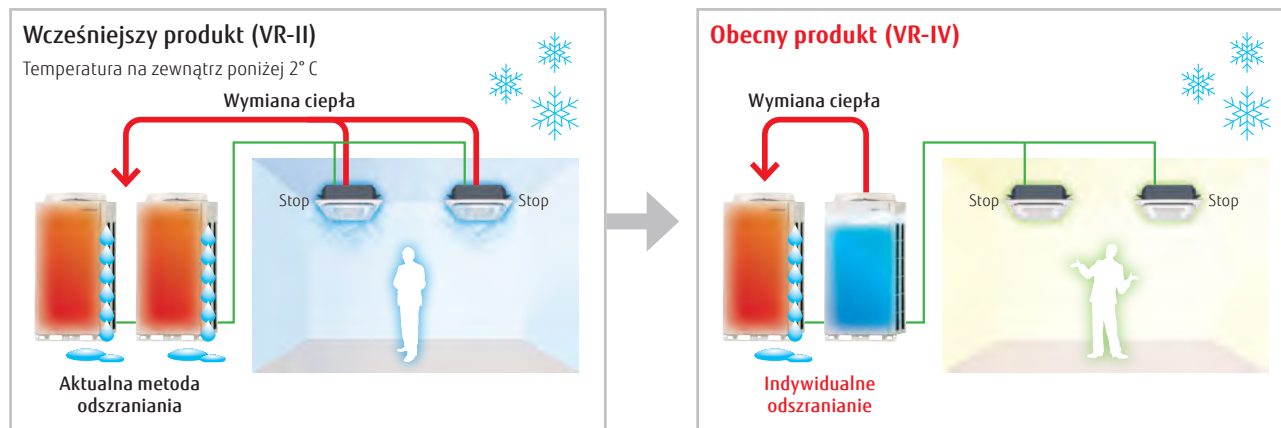 Wcześniejszy produkt (VR-II)
Temperatura na zewnątrz poniżej 2° C
Wymiana ciepła
Stop
Stop
Aktualna metoda
odszraniania
Obecny produkt (VR-IV)
Wymiana ciepła
Stop
Stop
Indywidualne
odszranianie